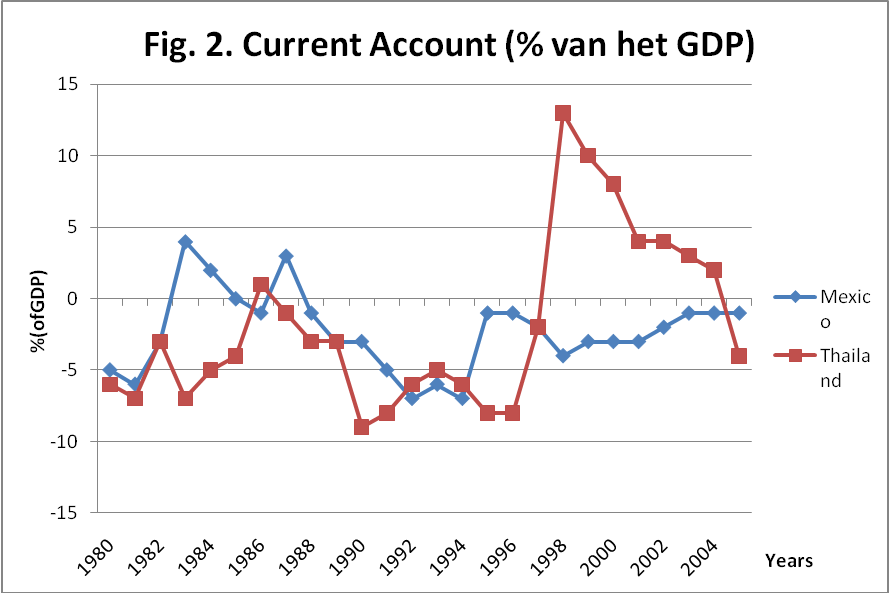 Fig. 2. Current Account (% van het GDP)
15
10
5
0
-5
-10
-15
%(ofGDP)
1980
1982
1984
1986
1988
1990
1992
1994
1996
1998
2000
2002
2004
Years
Mexic
o
Thaila
nd